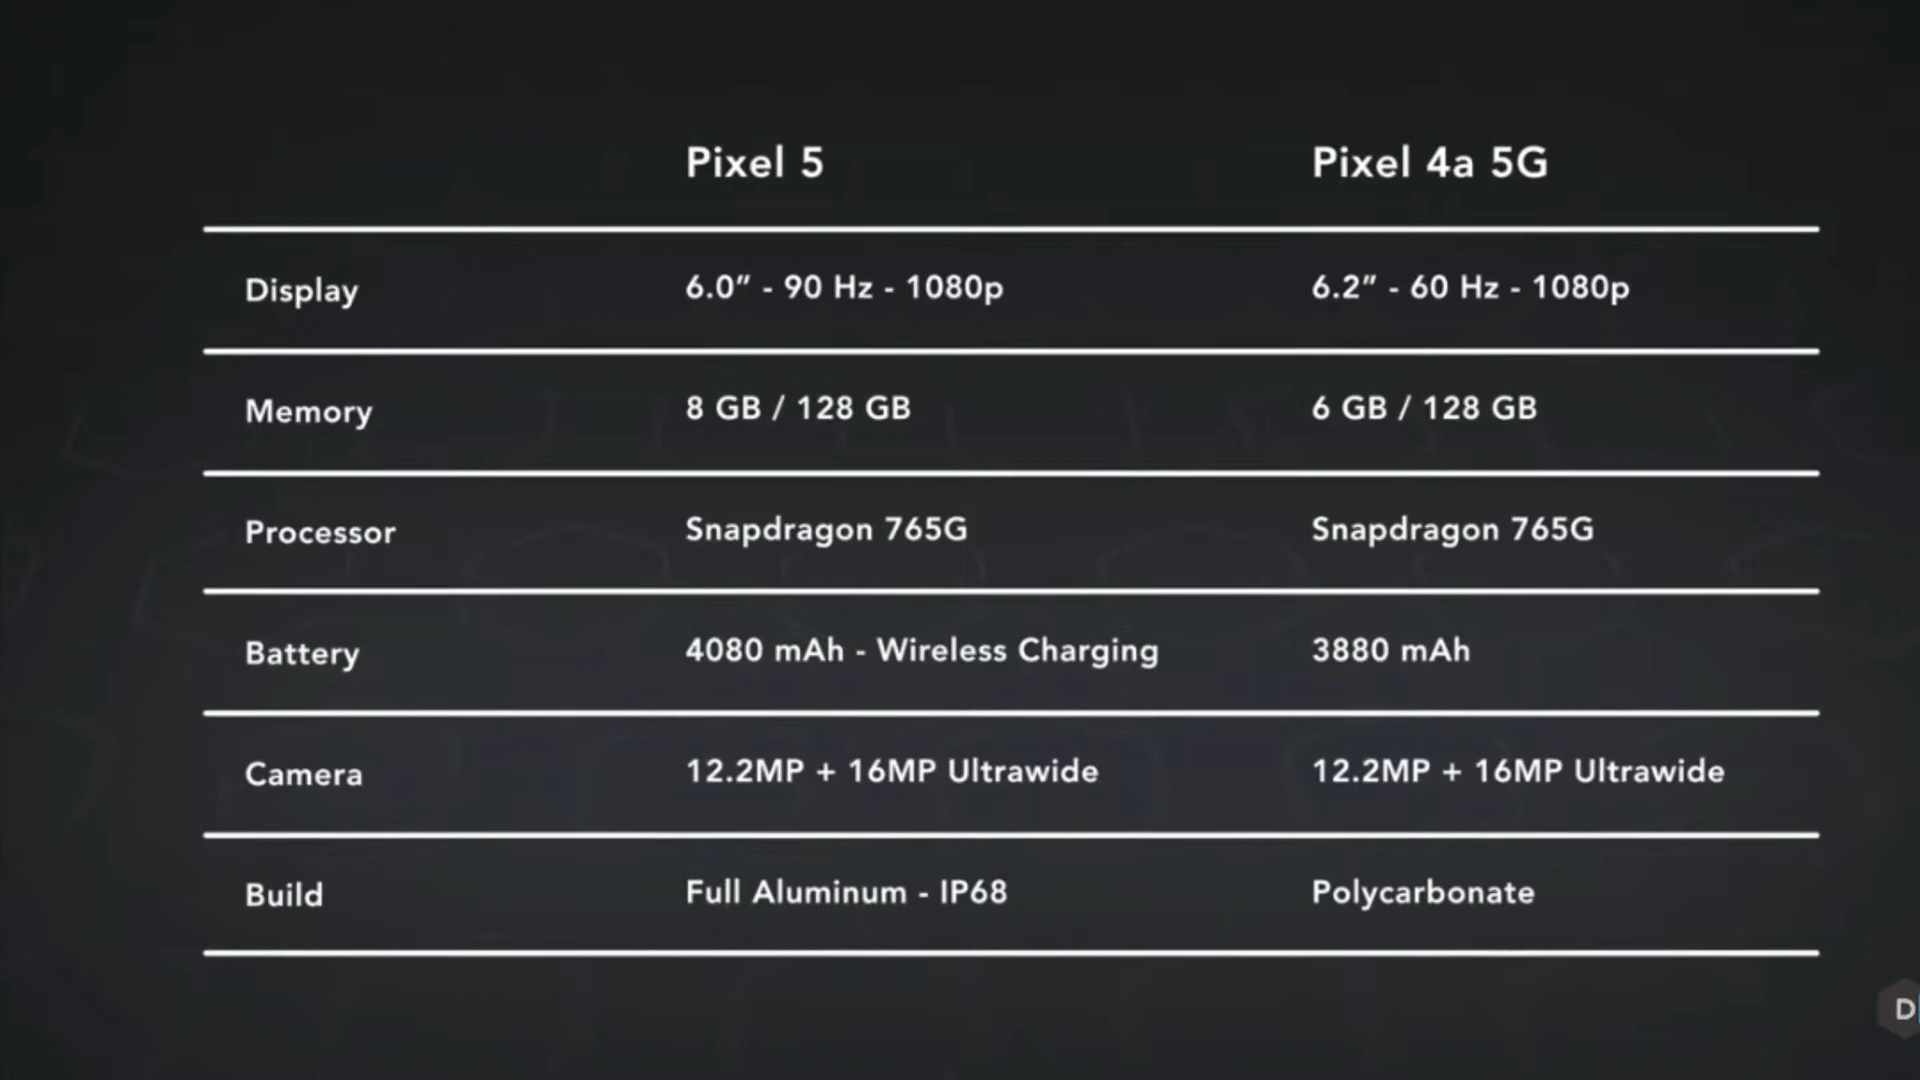 Pixel 5 Pixel 4a 5G
Display 6.0” - 90 Hz - 1080p 6.2” - 60 Hz - 1080p
Memory 8 GB / 128 GB 6 GB / 128 GB
Processor Snapdragon 765G Snapdragon 765G
Battery 4080 mAh - Wireless Charging 3880 mAh
Camera 12.2MP + 16MP Ultrawide 12.2MP + 16MP Ultrawide
Build Full Aluminum - IP68 Polycarbonate
D